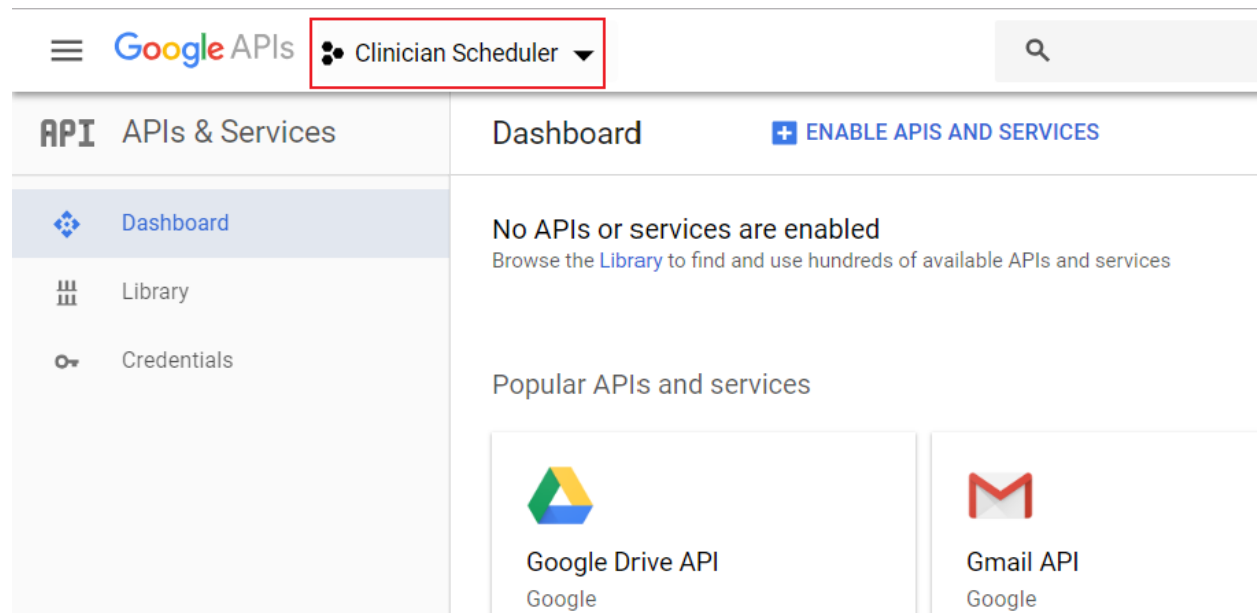 Google APIs
Clinician Scheduler
API APIs & Services
Dashboard
ENABLE APIS AND SERVICES
Dashboard
Library
Credentials
No APIs or services are enabled
Browse the Library to find and use hundreds of available APIs and services
Popular APIs and services
Google Drive API
Google
Gmail API
Google